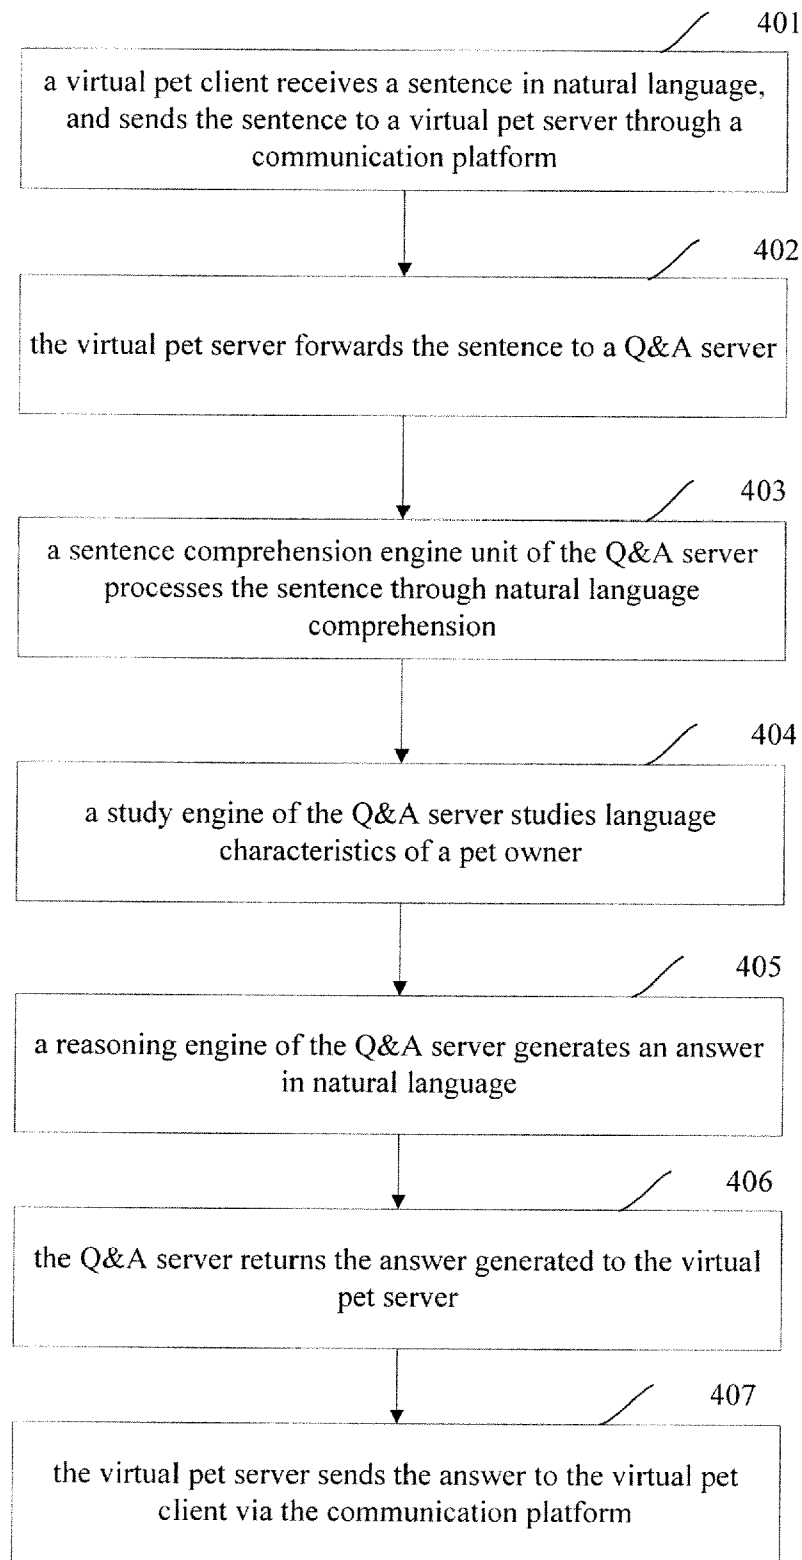 401
a virtual pet client receives a sentence in natural language,
and sends the sentence to a virtual pet server through a
communication platform
402
the virtual pet server forwards the sentence to a Q&A server
403
a sentence comprehension engine unit of the Q&A server
processes the sentence through natural language
comprehension
404
a study engine of the Q&A server studies language
characteristics of a pet owner
405
a reasoning engine of the Q&A server generates an answer
in natural language
406
the Q&A server returns the answer generated to the virtual
pet server
407
the virtual pet server sends the answer to the virtual pet
client via the communication platform